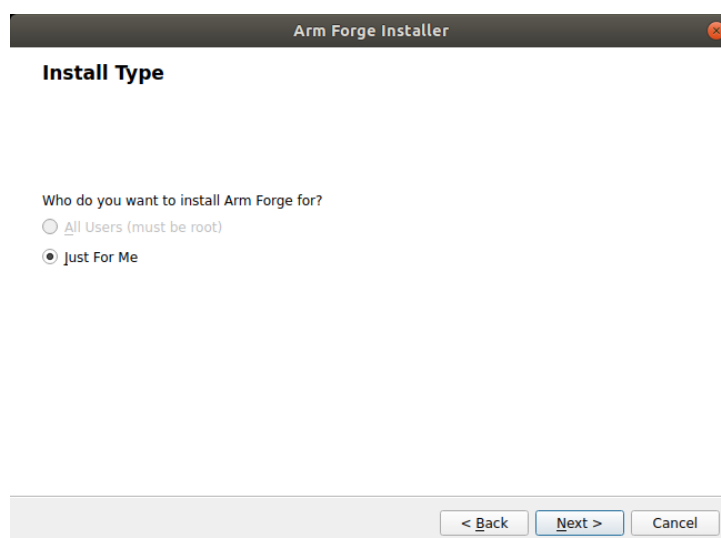 Arm Forge Installer
Install Type
Who do you want to install Arm Forge for?
All Users (must be root)
Just For Me
< Back Next > Cancel